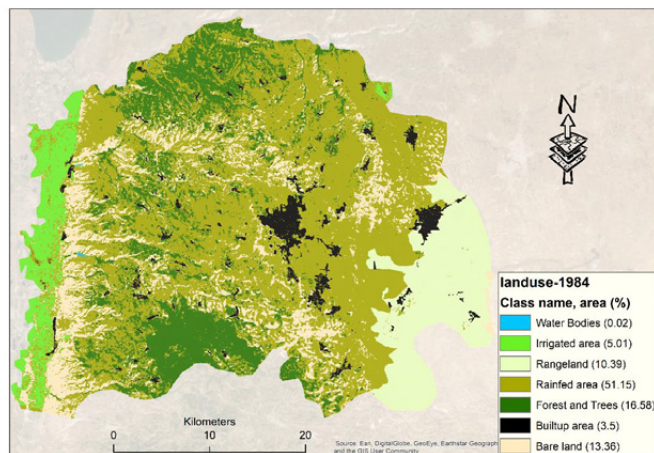 N
landuse-1984
Class name, area (%)
Water Bodies (0.02)
Irrigated area (5.01)
Rangeland (10.39)
Rainfed area (51.15)
Forest and Trees (16.58)
Builtup area (3.5)
Bare land (13.36)
Kilometers
0 10 20
Source: Esri, DigitalGlobe, GeoEye, Earthstar Geograph
and the GIS User Community